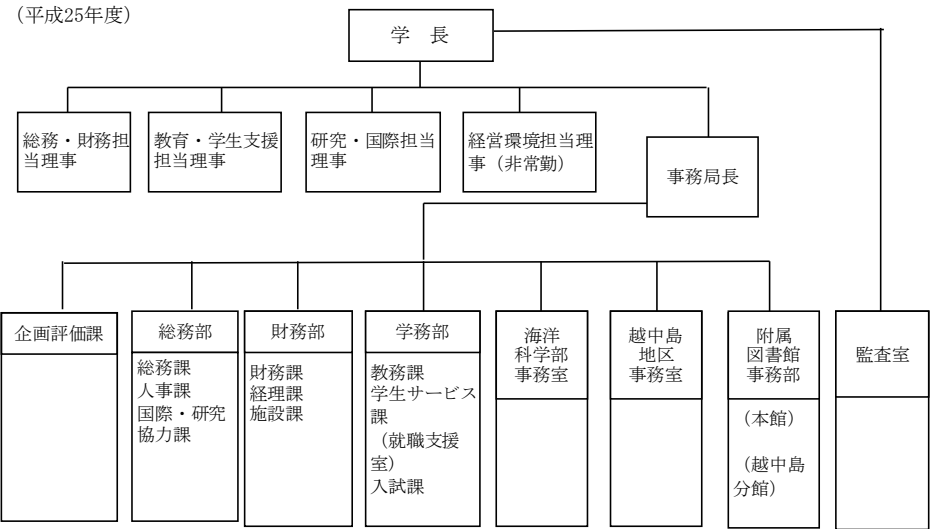 （平成25年度）
学　長
総務・財務担
当理事
教育・学生支援
担当理事
研究・国際担当
理事
経営環境担当理
事（非常勤）
事務局長
企画評価課
総務部
総務課
人事課
国際・研究
協力課
財務部
財務課
経理課
施設課
学務部
教務課
学生サービス
課
（就職支援
室）
入試課
海洋
科学部
事務室
越中島
地区
事務室
附属
図書館
事務部
（本館）
（越中島
分館）
監査室